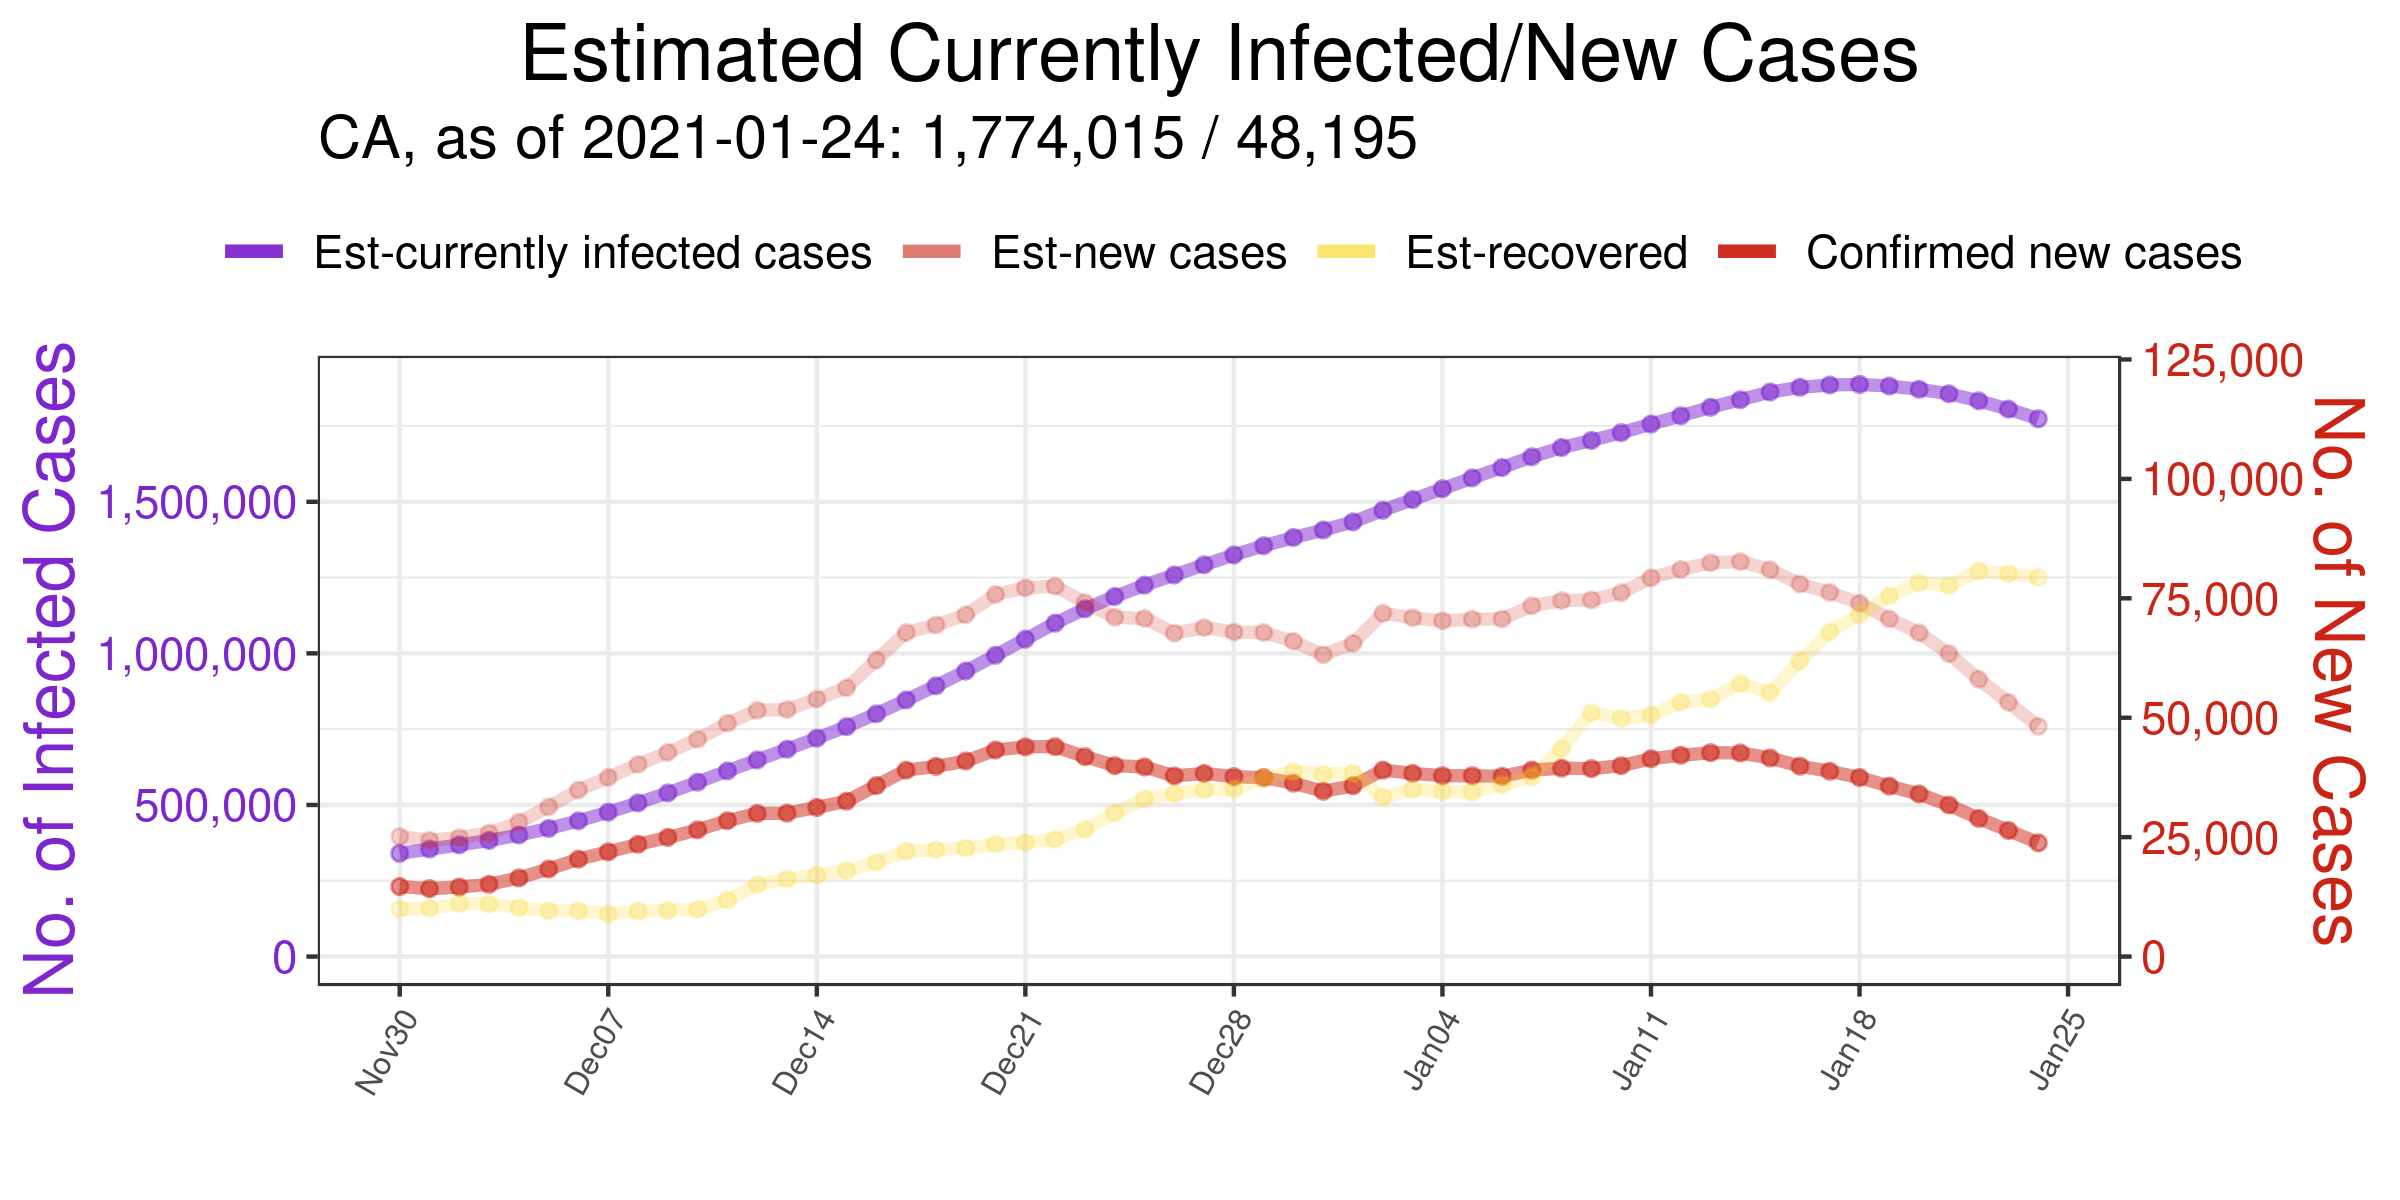 Estimated Currently Infected/New Cases
CA, as of 2021-01-24: 1,774,015 / 48,195
Est-currently infected cases Est-new cases Est-recovered Confirmed new cases
No. of Infected Cases
1,500,000
1,000,000
500,000
0
125,000
100,000
75,000
50,000
25,000
0
No. of New Cases
Nov30 Dec07 Dec14 Dec21 Dec28 Jan04 Jan11 Jan18 Jan25